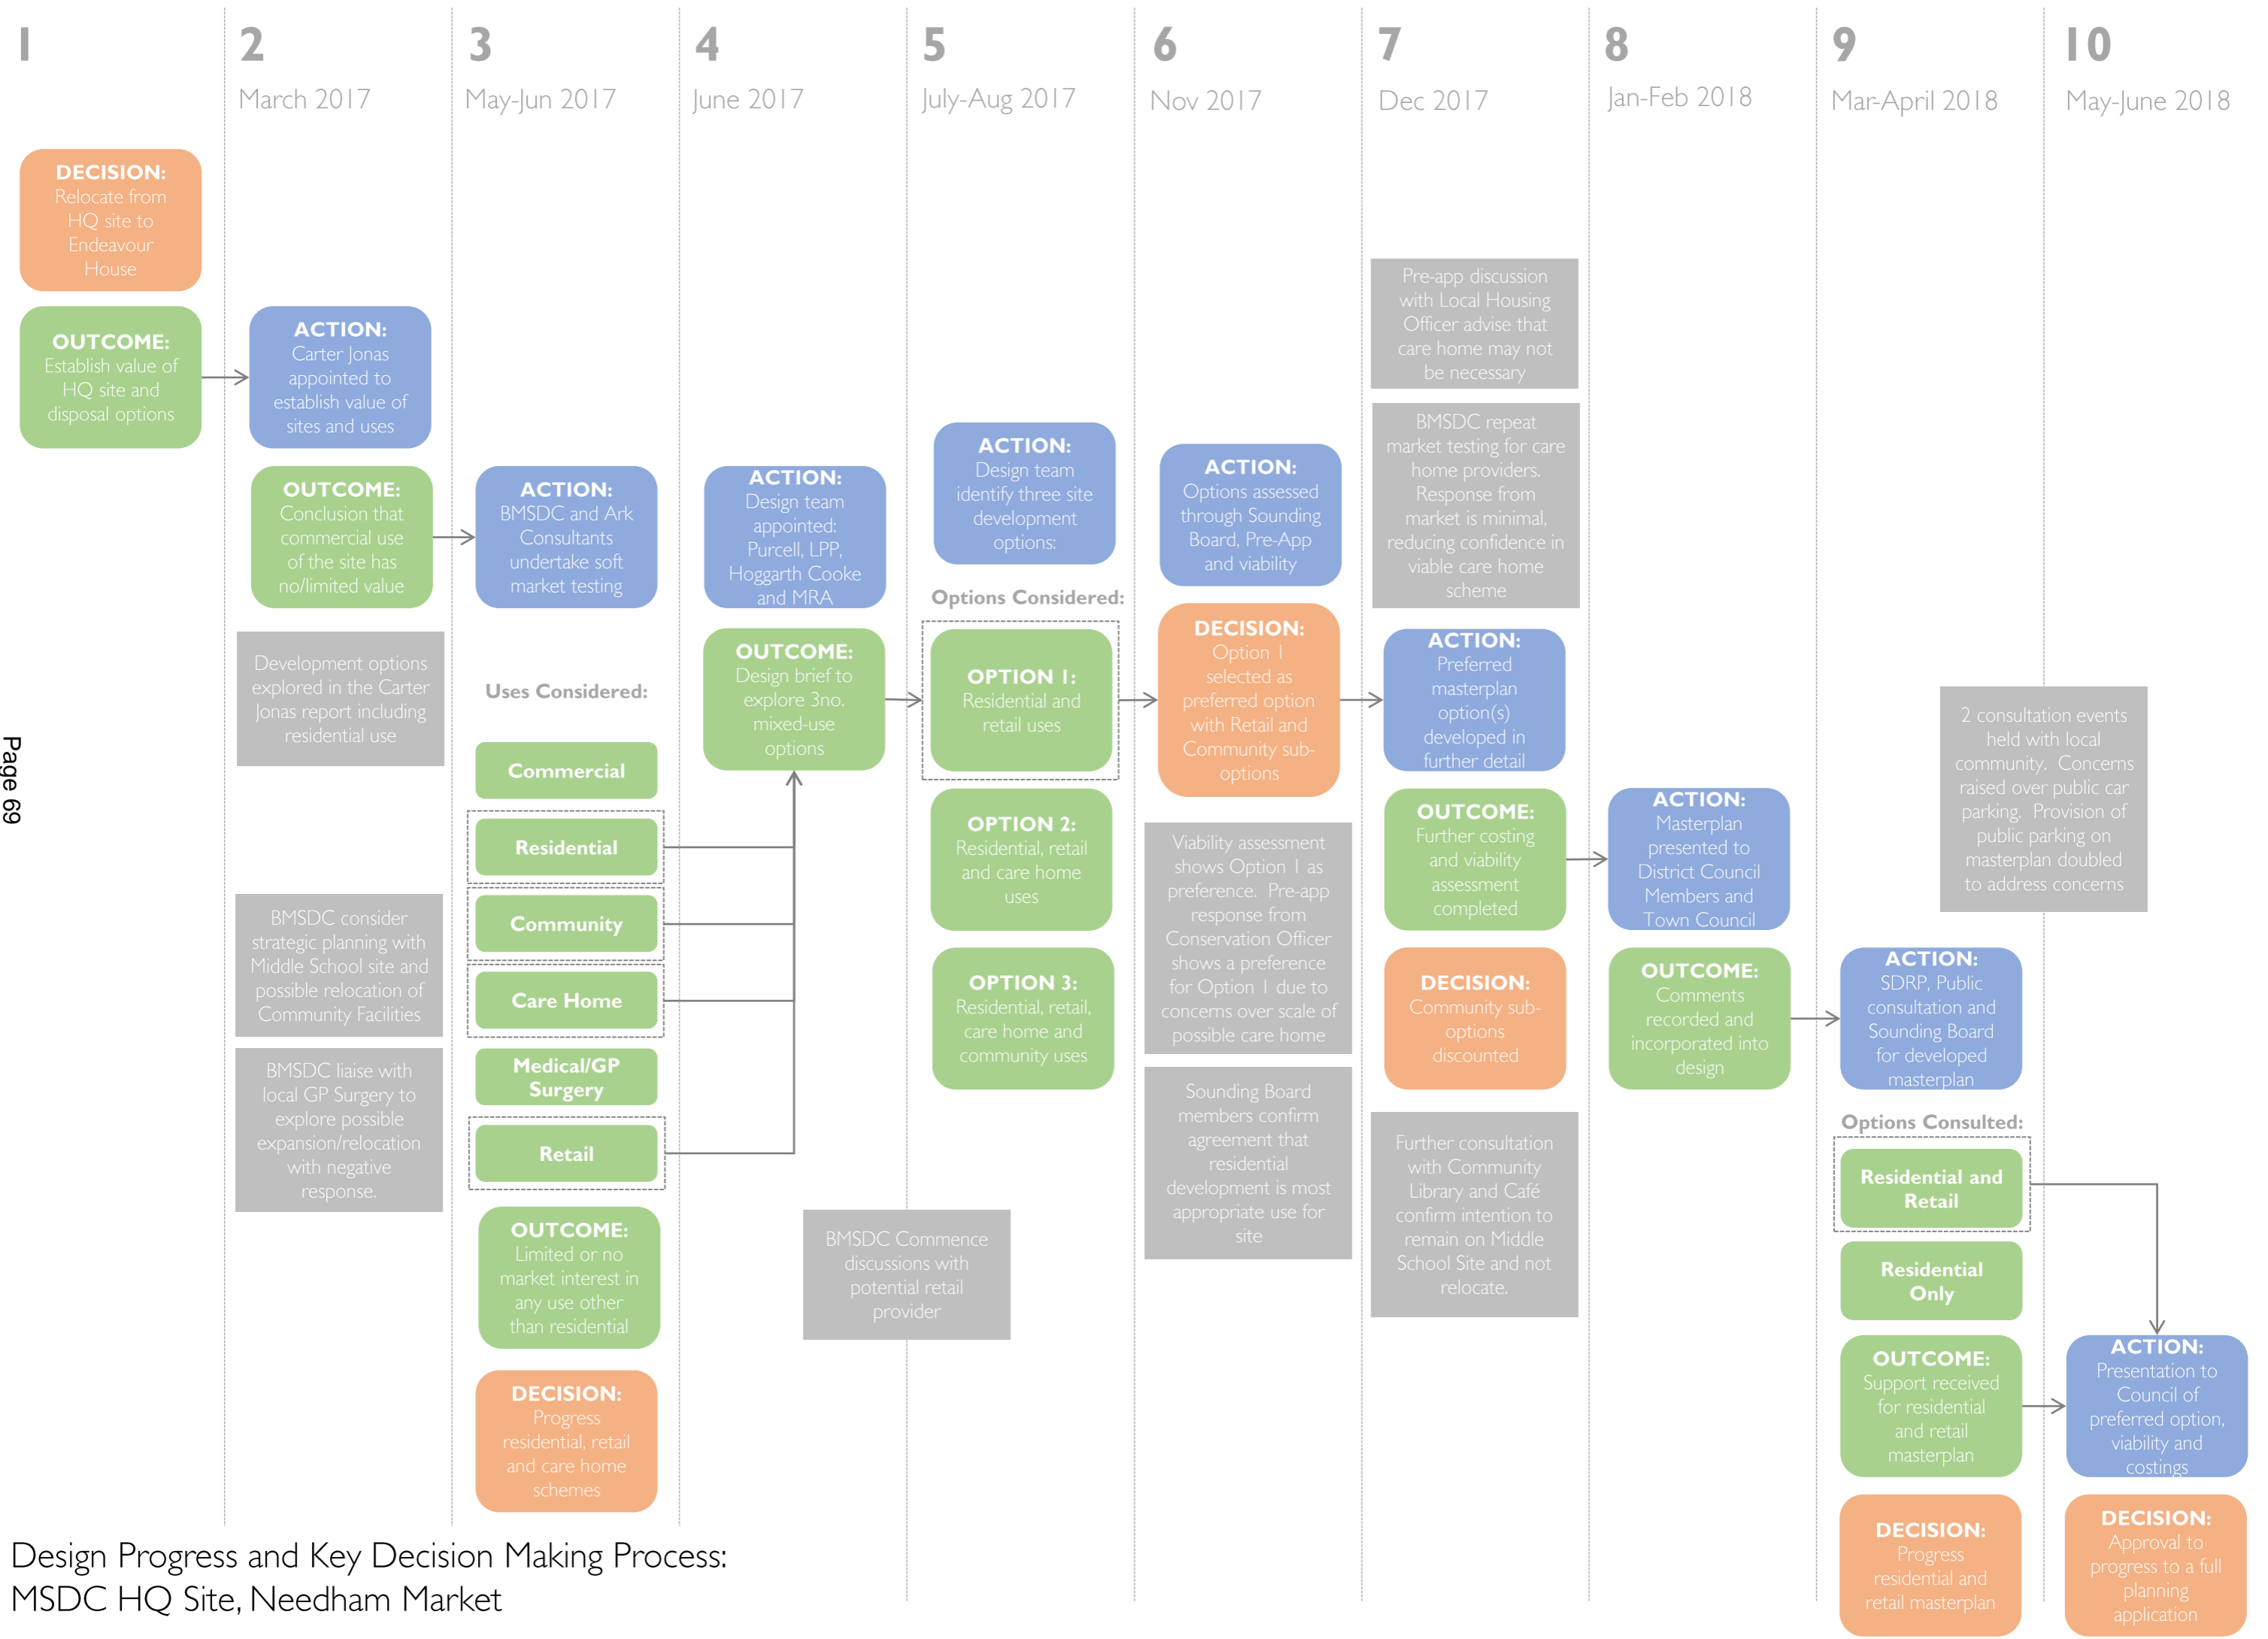 1
DECISION:
Relocate from
HQ site to
Endeavour
House
OUTCOME:
Establish value of
HQ site and
disposal options
2
March 2017
ACTION:
Carter Jonas
appointed to
establish value of
sites and uses
OUTCOME:
Conclusion that
commercial use
of the site has
no/limited value
Development options
explored in the Carter
Jonas report including
residential use
BMSDC consider
strategic planning with
Middle School site and
possible relocation of
Community Facilities
BMSDC liaise with
local GP Surgery to
explore possible
expansion/relocation
with negative
response.
3
May-Jun 2017
ACTION:
BMSDC and Ark
Consultants
undertake soft
market testing
Uses Considered:
Commercial
Residential
Community
Care Home
Medical/GP
Surgery
Retail
OUTCOME:
Limited or no
market interest in
any use other
than residential
DECISION:
Progress
residential, retail
and care home
schemes
4
June 2017
ACTION:
Design team
appointed:
Purcell, LPP,
Hoggarth Cooke
and MRA
OUTCOME:
Design brief to
explore 3no.
mixed-use
options
BMSDC Commence
discussions with
potential retail
provider
5
July-Aug 2017
ACTION:
Design team
identify three site
development
options:
Options Considered:
OPTION 1:
Residential and
retail uses
OPTION 2:
Residential, retail
and care home
uses
OPTION 3:
Residential, retail,
care home and
community uses
6
Nov 2017
ACTION:
Options assessed
through Sounding
Board, Pre-App
and viability
DECISION:
Option 1
selected as
preferred option
with Retail and
Community sub-
options
Viability assessment
shows Option 1 as
preference. Pre-app
response from
Conservation Officer
shows a preference
for Option 1 due to
concerns over scale of
possible care home
Sounding Board
members confirm
agreement that
residential
development is most
appropriate use for
site
7
Dec 2017
Pre-app discussion
with Local Housing
Officer advise that
care home may not
be necessary
BMSDC repeat
market testing for care
home providers.
Response from
market is minimal,
reducing confidence in
viable care home
scheme
ACTION:
Preferred
masterplan
option(s)
developed in
further detail
OUTCOME:
Further costing
and viability
assessment
completed
DECISION:
Community sub-
options
discounted
Further consultation
with Community
Library and Café
confirm intention to
remain on Middle
School Site and not
relocate.
8
Jan-Feb 2018
ACTION:
Masterplan
presented to
District Council
Members and
Town Council
OUTCOME:
Comments
recorded and
incorporated into
design
9
Mar-April 2018
2 consultation events
held with local
community. Concerns
raised over public car
parking. Provision of
public parking on
masterplan doubled
to address concerns
ACTION:
SDRP, Public
consultation and
Sounding Board
for developed
masterplan
Options Consulted:
Residential and
Retail
Residential
Only
OUTCOME:
Support received
for residential
and retail
masterplan
DECISION:
Progress
residential and
retail masterplan
10
May-June 2018
ACTION:
Presentation to
Council of
preferred option,
viability and
costings
DECISION:
Approval to
progress to a full
planning
application
Page 69
Design Progress and Key Decision Making Process:
MSDC HQ Site, Needham Market